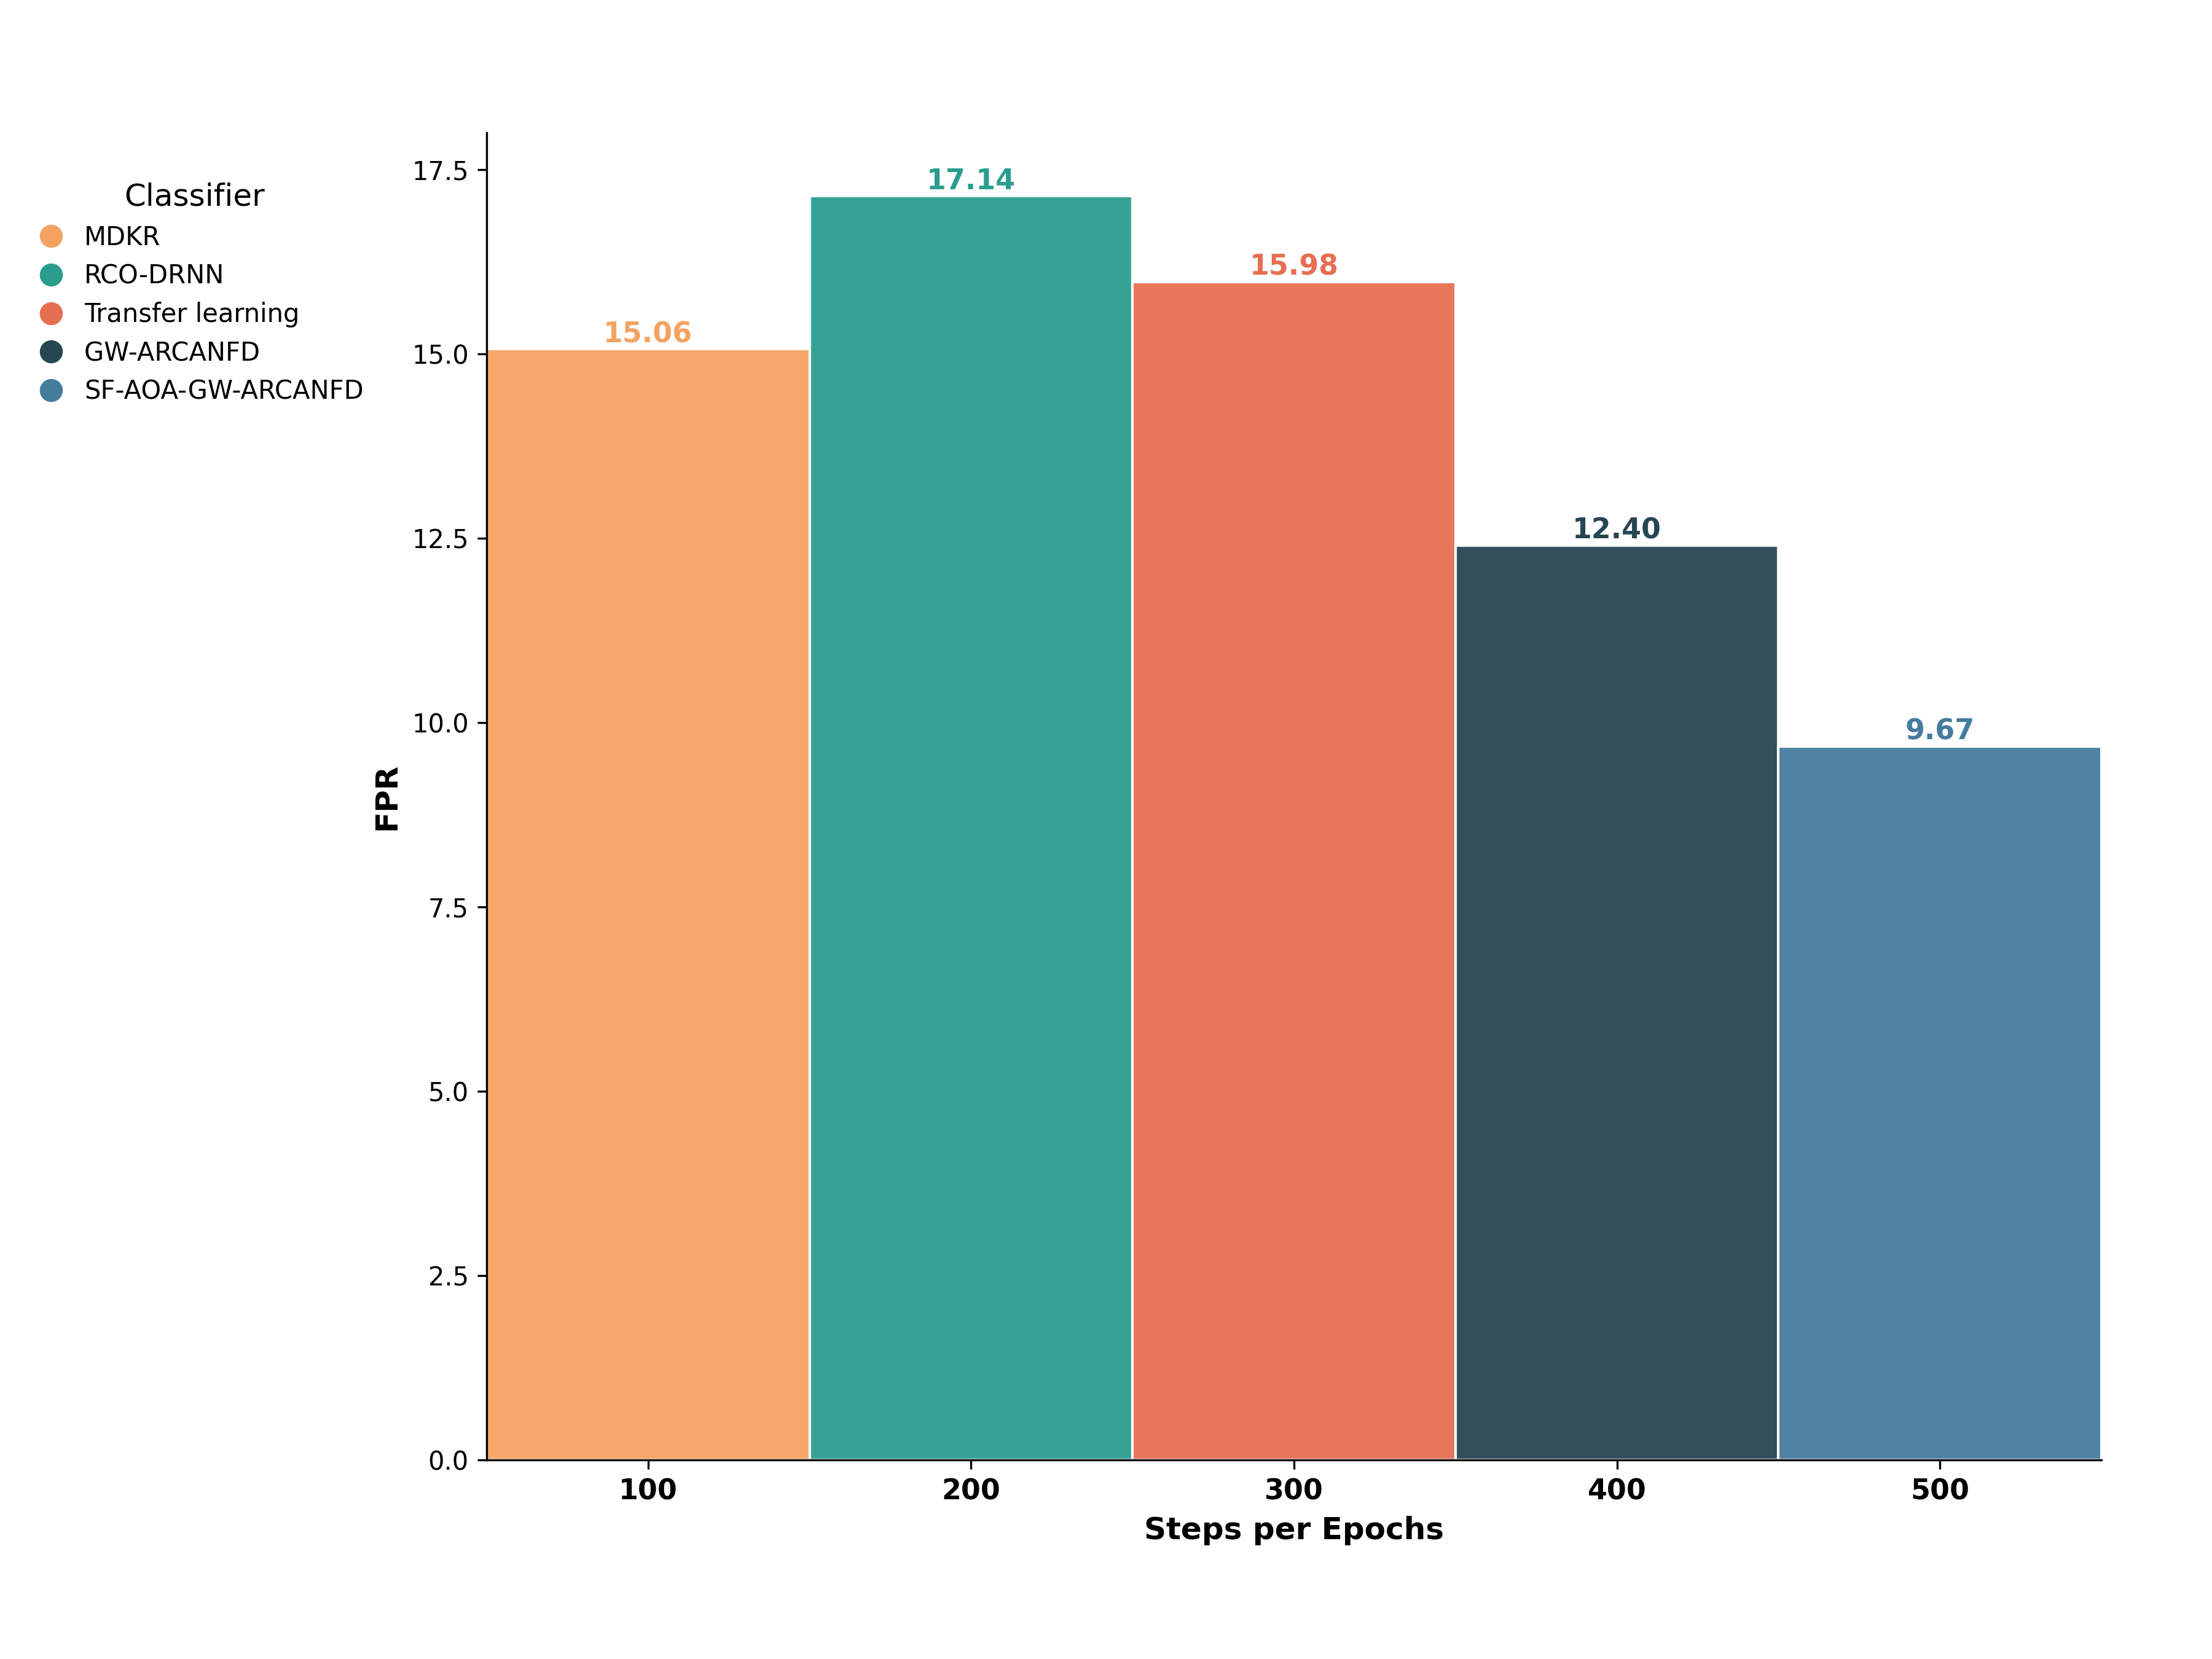 Classifier
MDKR
RCO-DRNN
Transfer learning
GW-ARCANFD
SF-AOA-GW-ARCANFD
FPR
17.5
15.0
12.5
10.0
7.5
5.0
2.5
0.0
15.06
17.14
15.98
12.40
9.67
100 200 300 400 500
Steps per Epochs